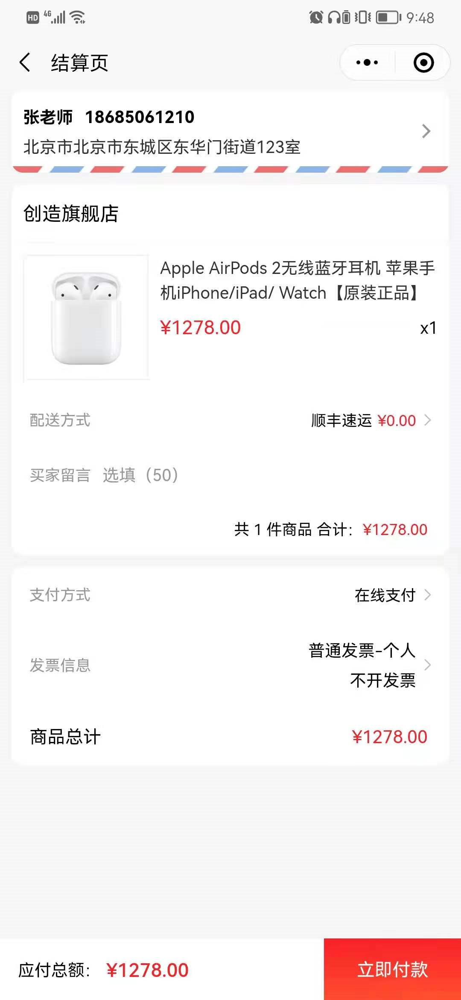 HD 4G 9:48
结算页
张老师 18685061210
北京市北京市东城区东华门街道123室
创造旗舰店
Apple AirPods 2无线蓝牙耳机 苹果手
机iPhone/iPad/ Watch【原装正品】
¥1278.00 x1
配送方式 顺丰速运 ¥0.00
买家留言 选填（50）
共 1 件商品 合计: ¥1278.00
支付方式 在线支付
发票信息 普通发票-个人
不开发票
商品总计 ¥1278.00
应付总额: ¥1278.00 立即付款